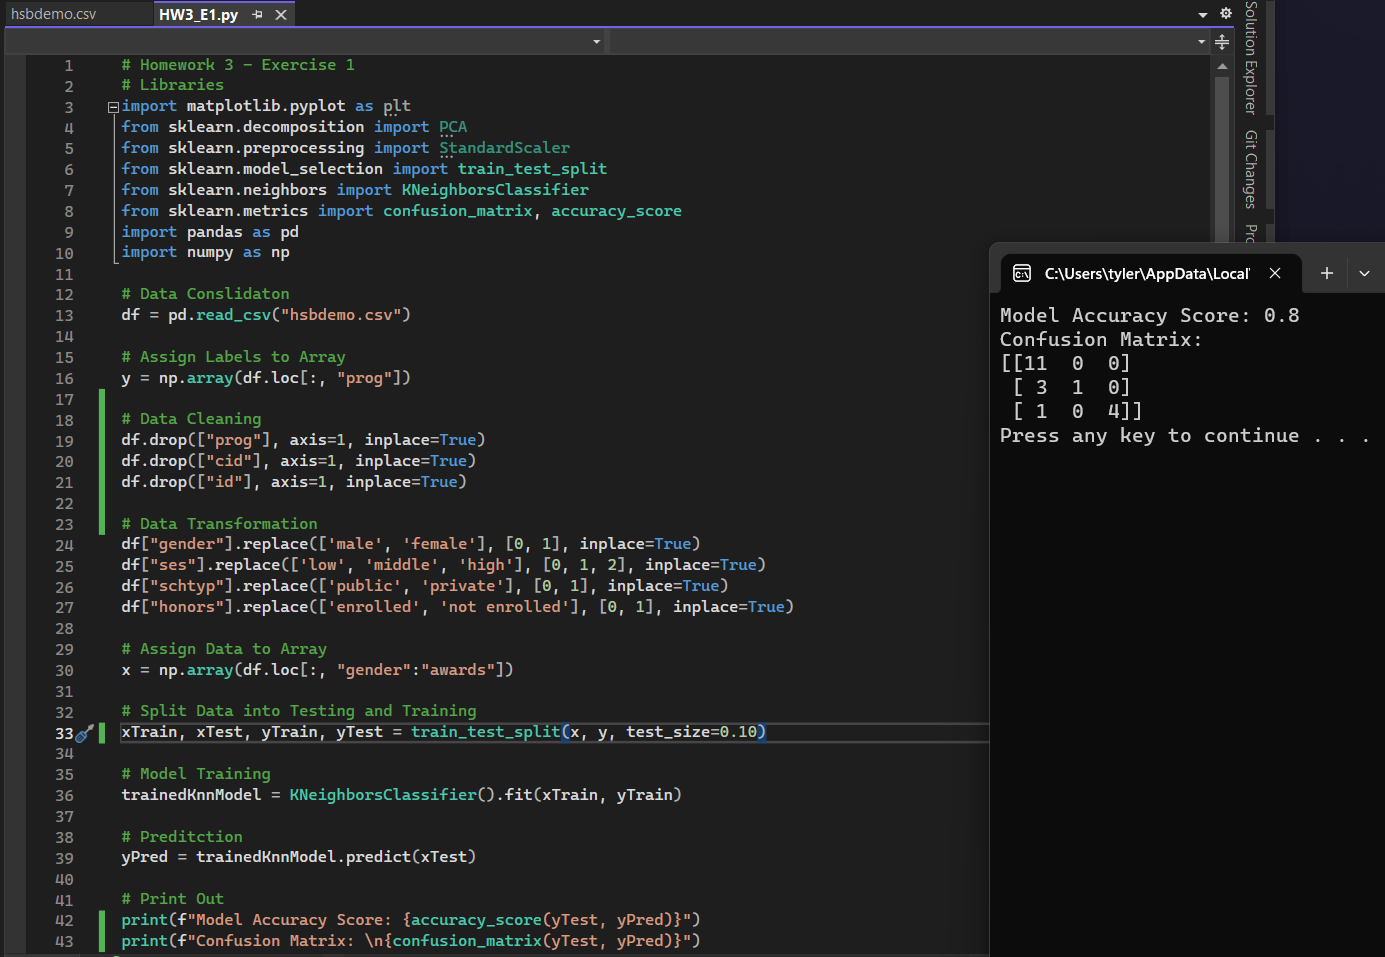 hsbdemo.csv
HW3_E1.py
Solution Explorer
Git Changes
1 # Homework 3 - Exercise 1
2 # Libraries
3 import matplotlib.pyplot as plt
4 from sklearn.decomposition import PCA
5 from sklearn.preprocessing import StandardScaler
6 from sklearn.model_selection import train_test_split
7 from sklearn.neighbors import KNeighborsClassifier
8 from sklearn.metrics import confusion_matrix, accuracy_score
9 import pandas as pd
10 import numpy as np
11
12 # Data Conslidaton
13 df = pd.read_csv("hsbdemo.csv")
14
15 # Assign Labels to Array
16 y = np.array(df.loc[:, "prog"])
17
18 # Data Cleaning
19 df.drop(["prog"], axis=1, inplace=True)
20 df.drop(["cid"], axis=1, inplace=True)
21 df.drop(["id"], axis=1, inplace=True)
22
23 # Data Transformation
24 df["gender"].replace(['male', 'female'], [0, 1], inplace=True)
25 df["ses"].replace(['low', 'middle', 'high'], [0, 1, 2], inplace=True)
26 df["schtyp"].replace(['public', 'private'], [0, 1], inplace=True)
27 df["honors"].replace(['enrolled', 'not enrolled'], [0, 1], inplace=True)
28
29 # Assign Data to Array
30 x = np.array(df.loc[:, "gender":"awards"])
31
32 # Split Data into Testing and Training
33 xTrain, xTest, yTrain, yTest = train_test_split(x, y, test_size=0.10)
34
35 # Model Training
36 trainedKnnModel = KNeighborsClassifier().fit(xTrain, yTrain)
37
38 # Preditction
39 yPred = trainedKnnModel.predict(xTest)
40
41 # Print Out
42 print(f"Model Accuracy Score: {accuracy_score(yTest, yPred)}")
43 print(f"Confusion Matrix: \n{confusion_matrix(yTest, yPred)}")
C:\Users\tyler\AppData\Local\
Model Accuracy Score: 0.8
Confusion Matrix:
[[11  0  0]
 [ 3  1  0]
 [ 1  0  4]]
Press any key to continue . . .